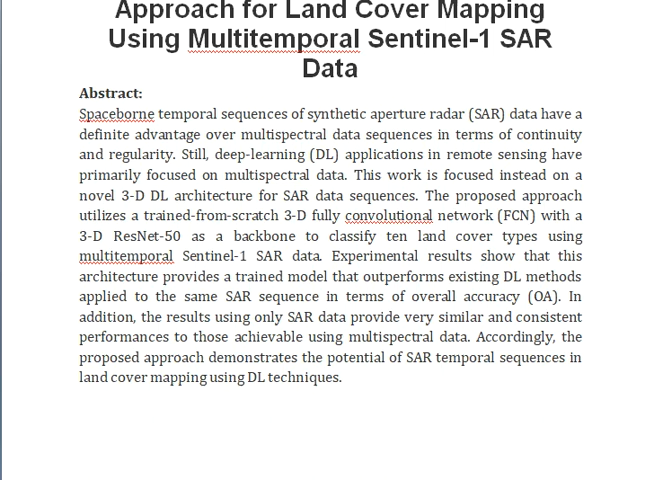 Approach for Land Cover Mapping
Using Multitemporal Sentinel-1 SAR
Data
Abstract:
Spaceborne temporal sequences of synthetic aperture radar (SAR) data have a
definite advantage over multispectral data sequences in terms of continuity
and regularity. Still, deep-learning (DL) applications in remote sensing have
primarily focused on multispectral data. This work is focused instead on a
novel 3-D DL architecture for SAR data sequences. The proposed approach
utilizes a trained-from-scratch 3-D fully convolutional network (FCN) with a
3-D ResNet-50 as a backbone to classify ten land cover types using
multitemporal Sentinel-1 SAR data. Experimental results show that this
architecture provides a trained model that outperforms existing DL methods
applied to the same SAR sequence in terms of overall accuracy (OA). In
addition, the results using only SAR data provide very similar and consistent
performances to those achievable using multispectral data. Accordingly, the
proposed approach demonstrates the potential of SAR temporal sequences in
land cover mapping using DL techniques.